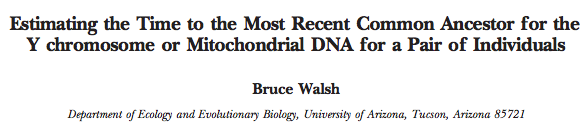 Estimating the Time to the Most Recent Common Ancestor for the
Y chromosome or Mitochondrial DNA for a Pair of Individuals
Bruce Walsh
Department of Ecology and Evolutionary Biology, University of Arizona, Tucson, Arizona 85721